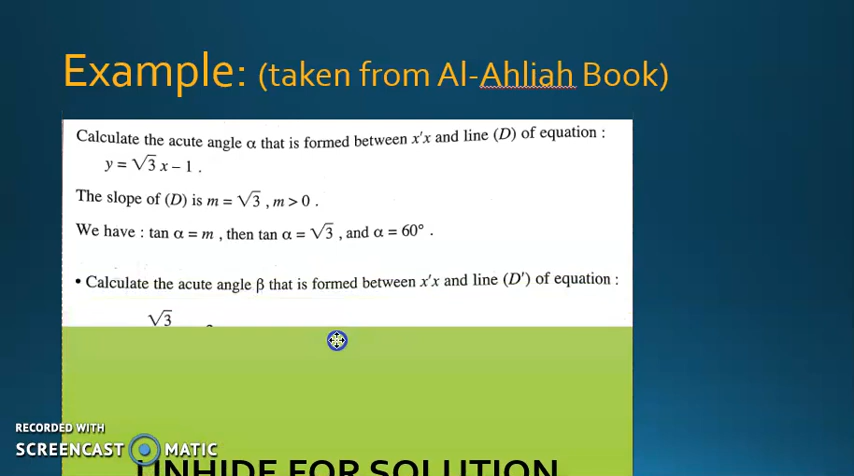 Example: (taken from Al-Ahliah Book)
Calculate the acute angle α that is formed between x'x and line (D) of equation :
y = √3 x – 1 .
The slope of (D) is m = √3 , m > 0 .
We have : tan α = m , then tan α = √3 , and α = 60° .
• Calculate the acute angle β that is formed between x'x and line (D') of equation :
√3
RECORDED WITH
SCREENCAST MATIC
UNHIDE FOR SOLUTION